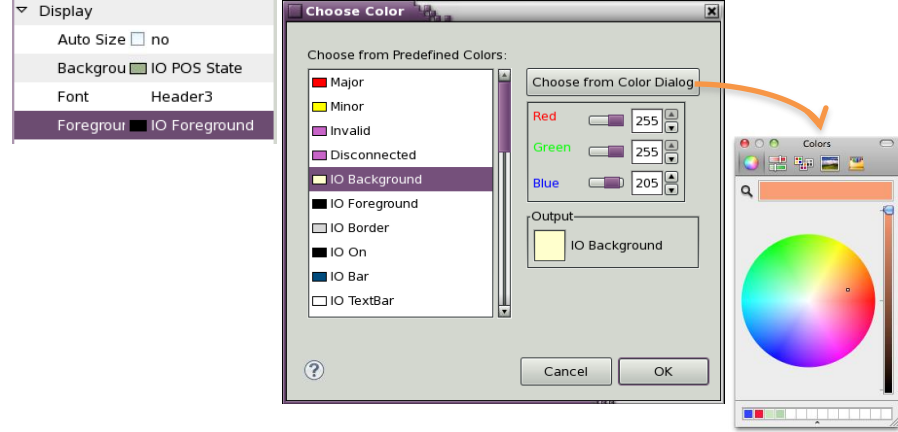 Display
Auto Size no
Backgrou IO POS State
Font Header3
Foregrour IO Foreground
Choose Color
Choose from Predefined Colors:
Major
Minor
Invalid
Disconnected
IO Background
IO Foreground
IO Border
IO On
IO Bar
IO TextBar
Choose from Color Dialog
Red 255
Green 255
Blue 205
Output
IO Background
?
Cancel OK
Colors